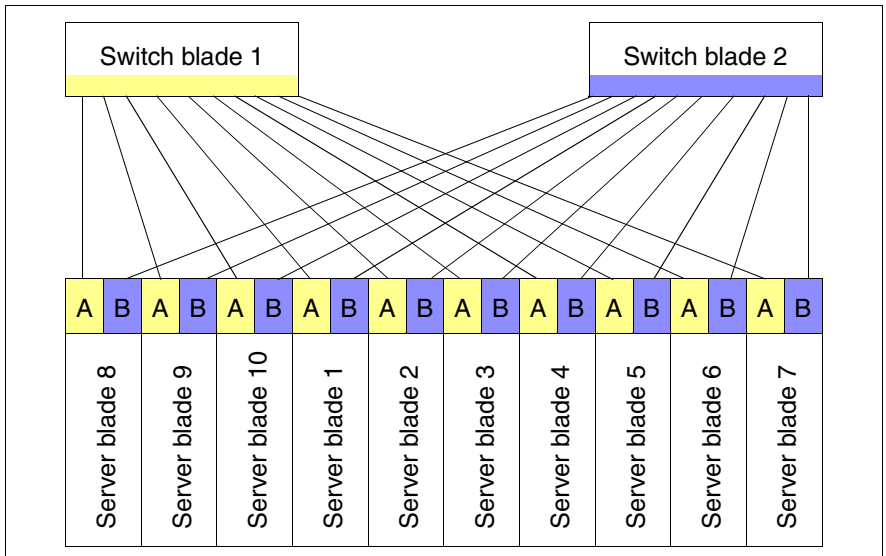 Switch blade 1
Switch blade 2
A B A B A B A B A B A B A B A B A B A B
Server blade 8
Server blade 9
Server blade 10
Server blade 1
Server blade 2
Server blade 3
Server blade 4
Server blade 5
Server blade 6
Server blade 7